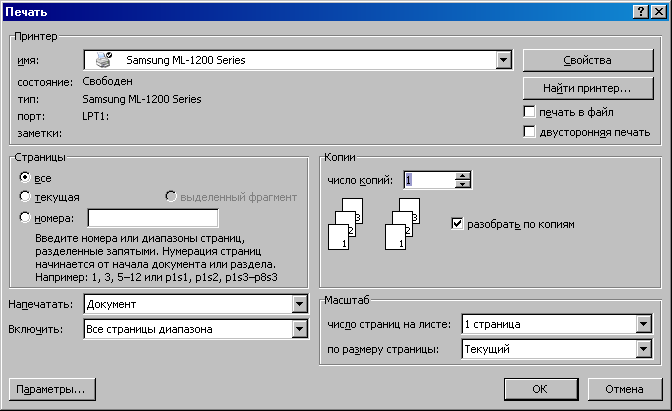 Печать
Принтер
имя: Samsung ML-1200 Series
Свойства
состояние: Свободен
Найти принтер...
тип: Samsung ML-1200 Series
порт: LPT1:
печать в файл
заметки:
двусторонняя печать
Страницы
все
текущая
выделенный фрагмент
номера:
Введите номера или диапазоны страниц,
разделенные запятыми. Нумерация страниц
начинается от начала документа или раздела.
Например: 1, 3, 5–12 или p1s1, p1s2, p1s3–p8s3
Копии
число копий: 1
3 3
2 2
1 1
разобрать по копиям
Напечатать: Документ
Включить: Все страницы диапазона
Масштаб
число страниц на листе: 1 страница
по размеру страницы: Текущий
Параметры...
OK
Отмена